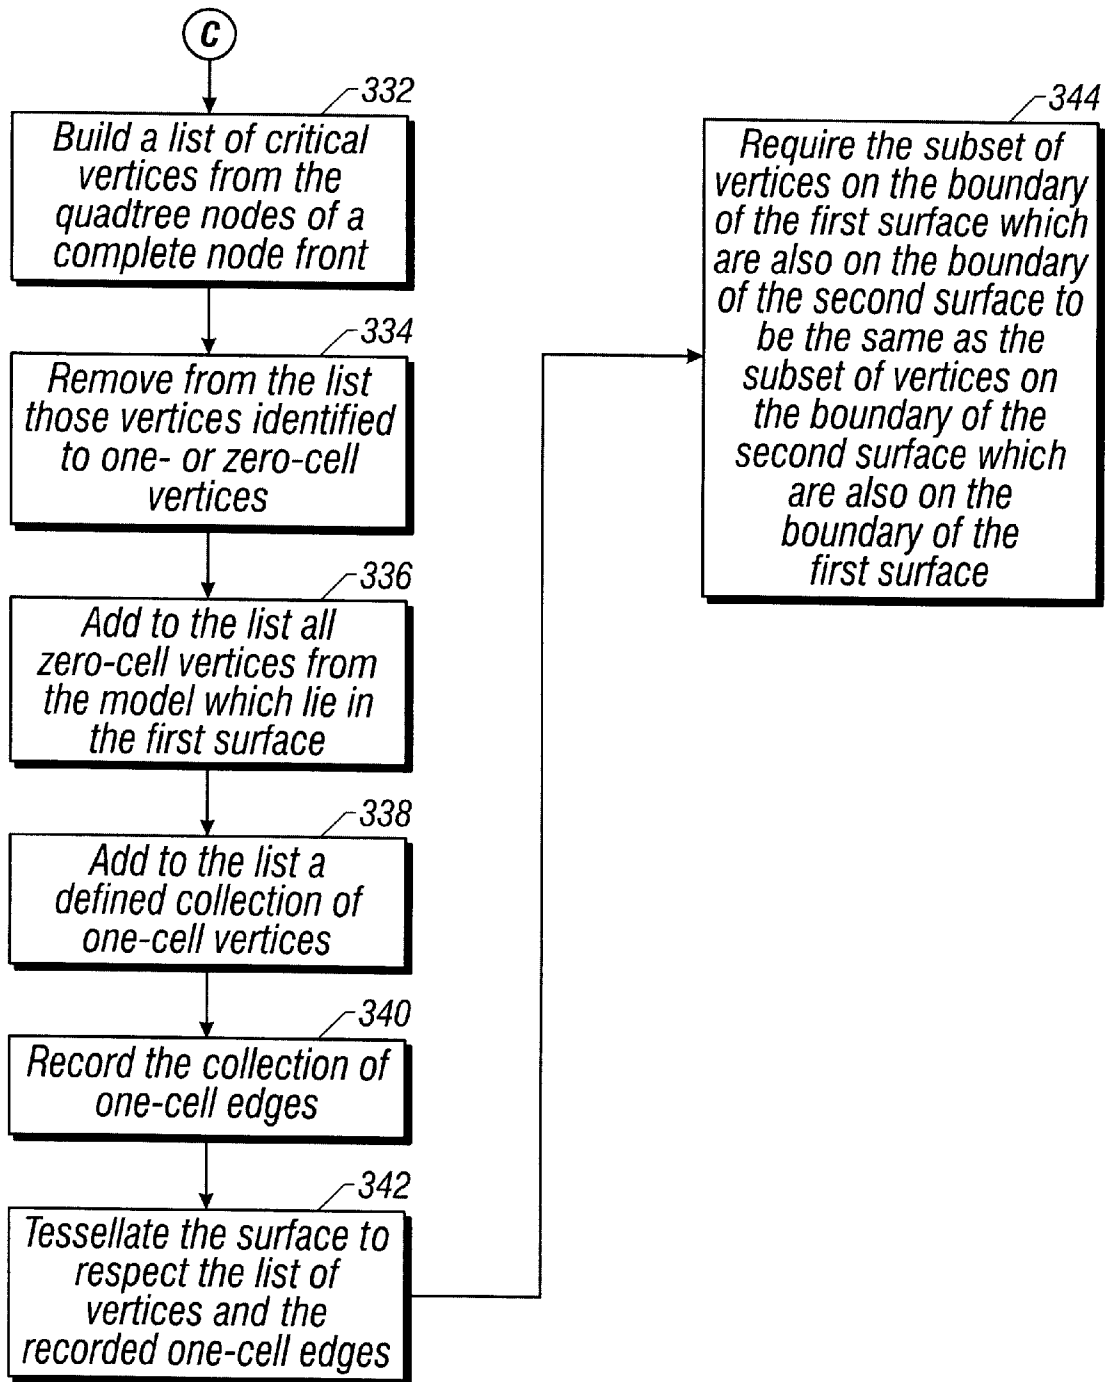 C
332
Build a list of critical
vertices from the
quadtree nodes of a
complete node front
334
Remove from the list
those vertices identified
to one- or zero-cell
vertices
336
Add to the list all
zero-cell vertices from
the model which lie in
the first surface
338
Add to the list a
defined collection of
one-cell vertices
340
Record the collection of
one-cell edges
342
Tessellate the surface to
respect the list of
vertices and the
recorded one-cell edges
344
Require the subset of
vertices on the boundary
of the first surface which
are also on the boundary
of the second surface to
be the same as the
subset of vertices on
the boundary of the
second surface which
are also on the
boundary of the
first surface